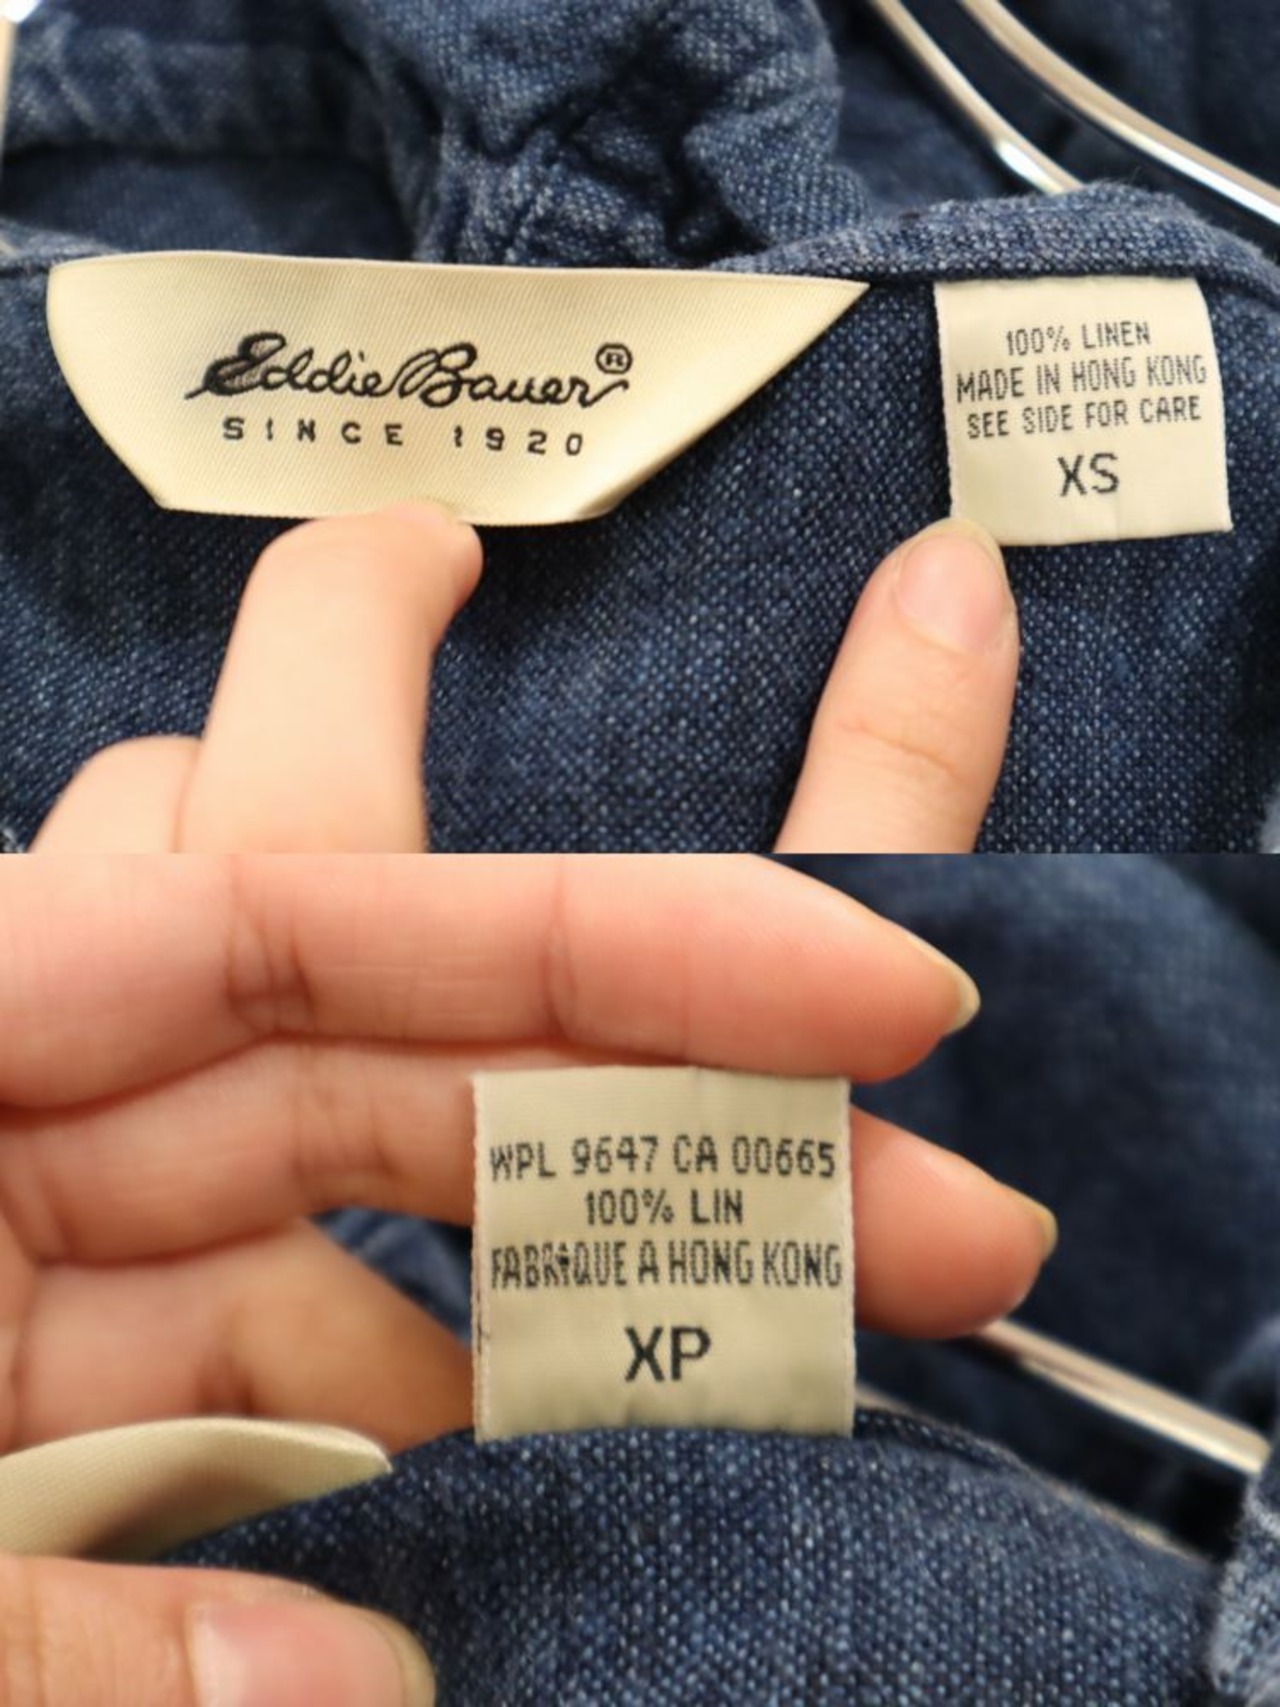 Eddie Bauer®
SINCE 1920
100% LINEN
MADE IN HONG KONG
SEE SIDE FOR CARE
XS
WPL 9647 CA 00665
100% LIN
FABRIQUE A HONG KONG
XP